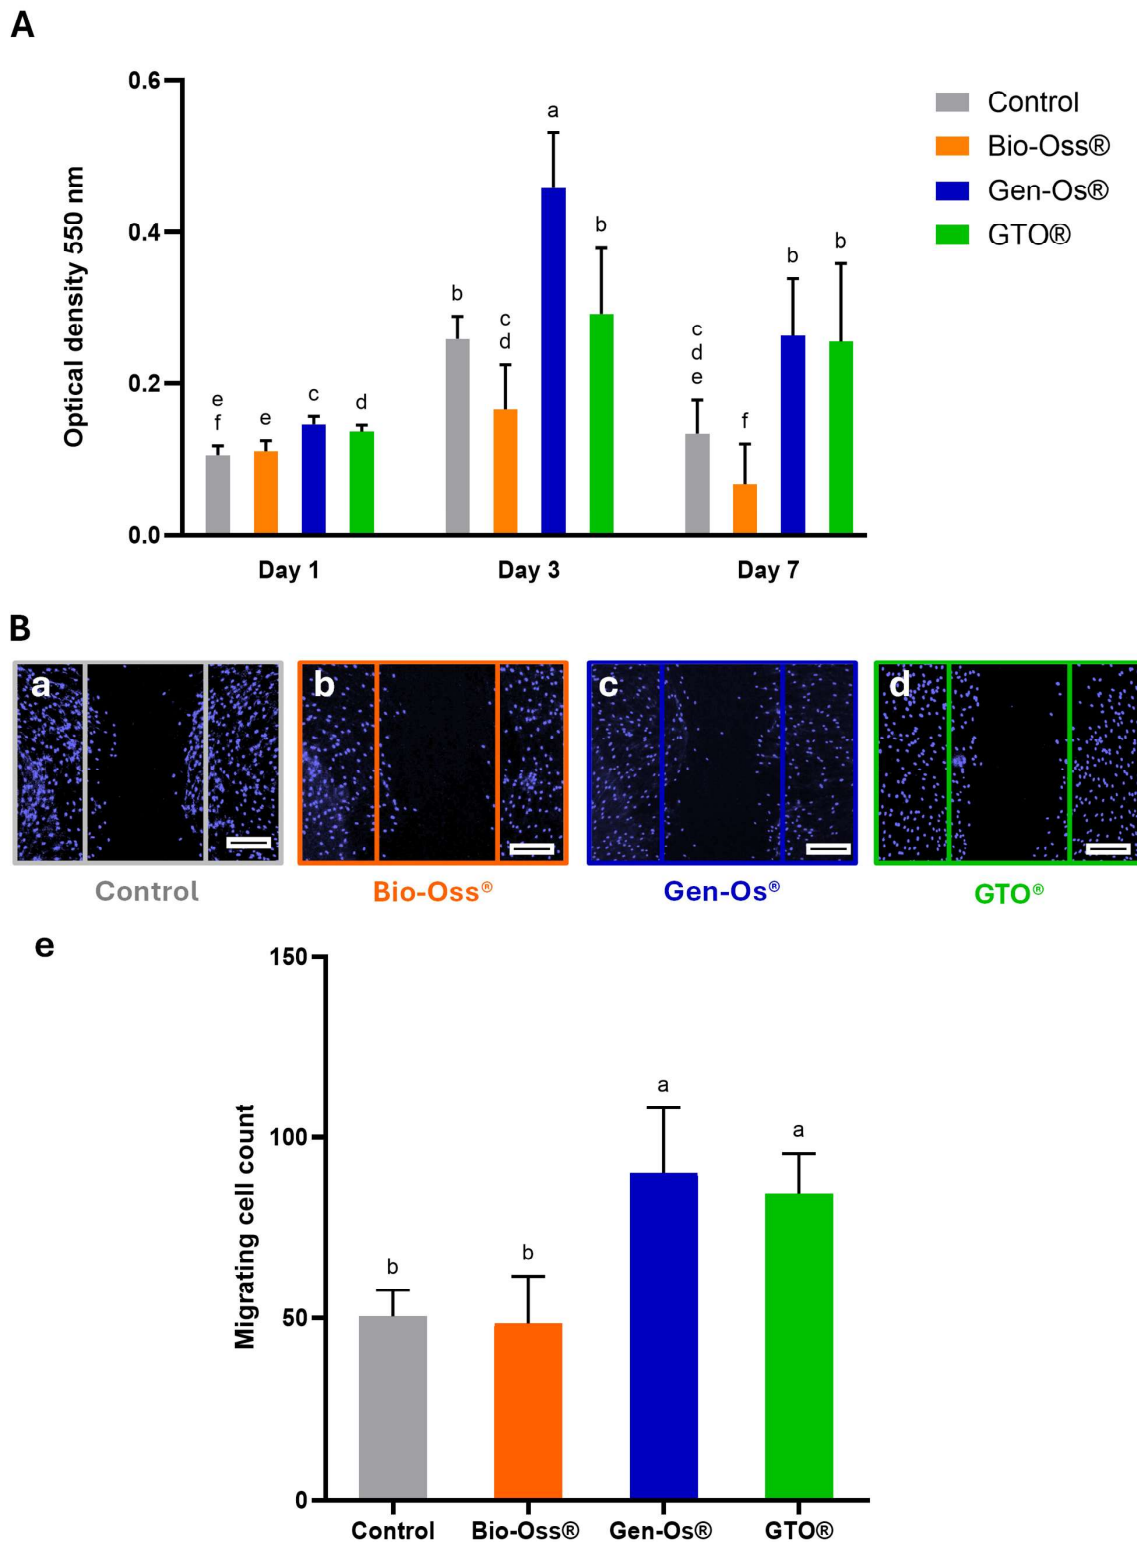 A
0.6
0.4
0.2
0.0
Optical density 550 nm
a
b
c
d
b
e
f
e
c
d
c
d
e
f
b
b
Day 1
Day 3
Day 7
Control
Bio-Oss®
Gen-Os®
GTO®
B
a
b
c
d
Control
Bio-Oss®
Gen-Os®
GTO®
e
150
100
50
0
Migrating cell count
b
b
a
a
Control
Bio-Oss®
Gen-Os®
GTO®